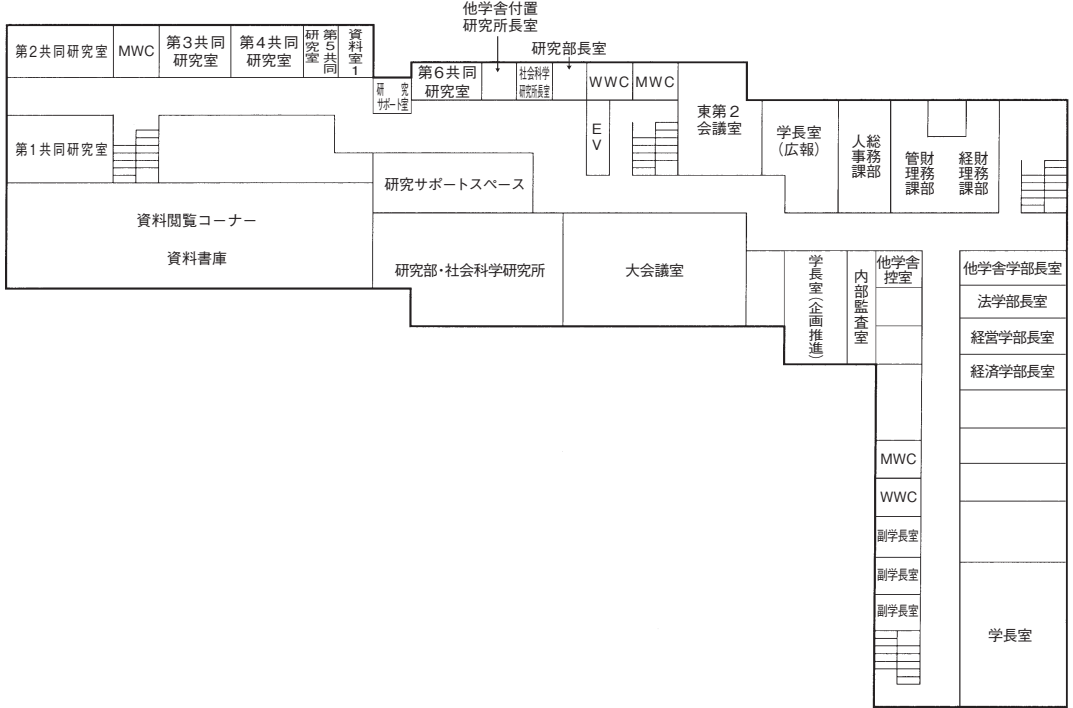 他学舎付置
研究所長室
研究部長室
第2共同研究室
MWC
第3共同
研究室
第4共同
研究室
第5共同
研究室
資料室1
研究
サポート室
第6共同
研究室
社会科学
研究所長室
WWC
MWC
東第2
会議室
学長室
（広報）
総務部
人事課
財務部
管理課
財務部
経理課
EV
第1共同研究室
研究サポートスペース
資料閲覧コーナー
資料書庫
研究部・社会科学研究所
大会議室
学長室（企画推進）
内部監査室
他学舎
控室
他学舎学部長室
法学部長室
経営学部長室
経済学部長室
MWC
WWC
副学長室
副学長室
副学長室
学長室